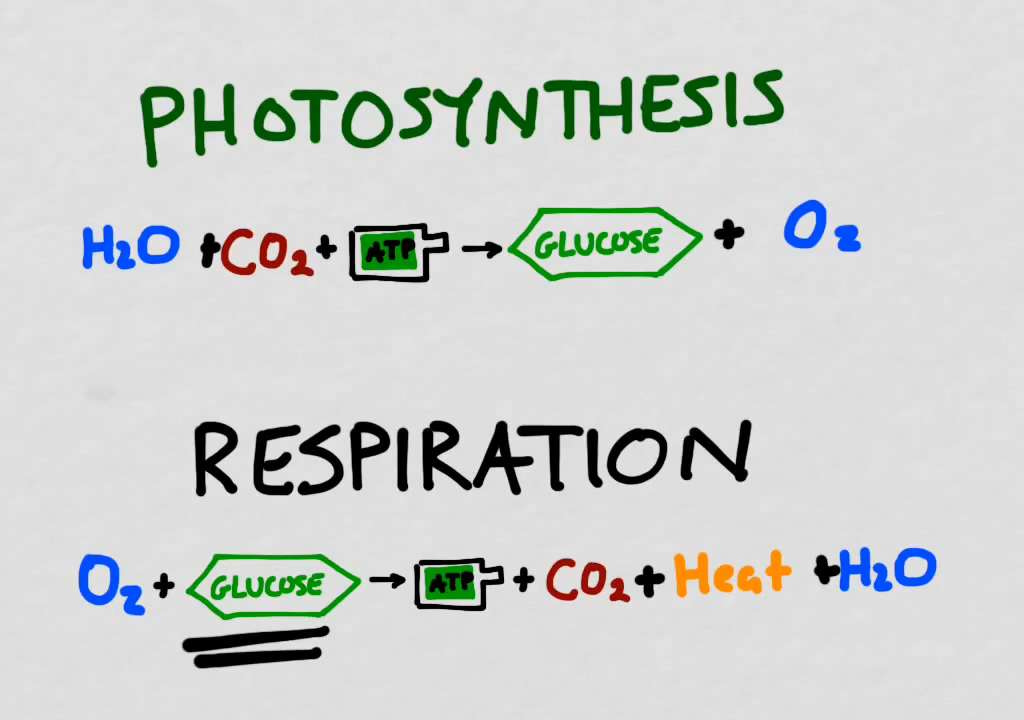 PHOTOSYNTHESIS
H2O + CO2 + ATP → GLUCOSE + O2
RESPIRATION
O2 + GLUCOSE → ATP + CO2 + Heat + H2O